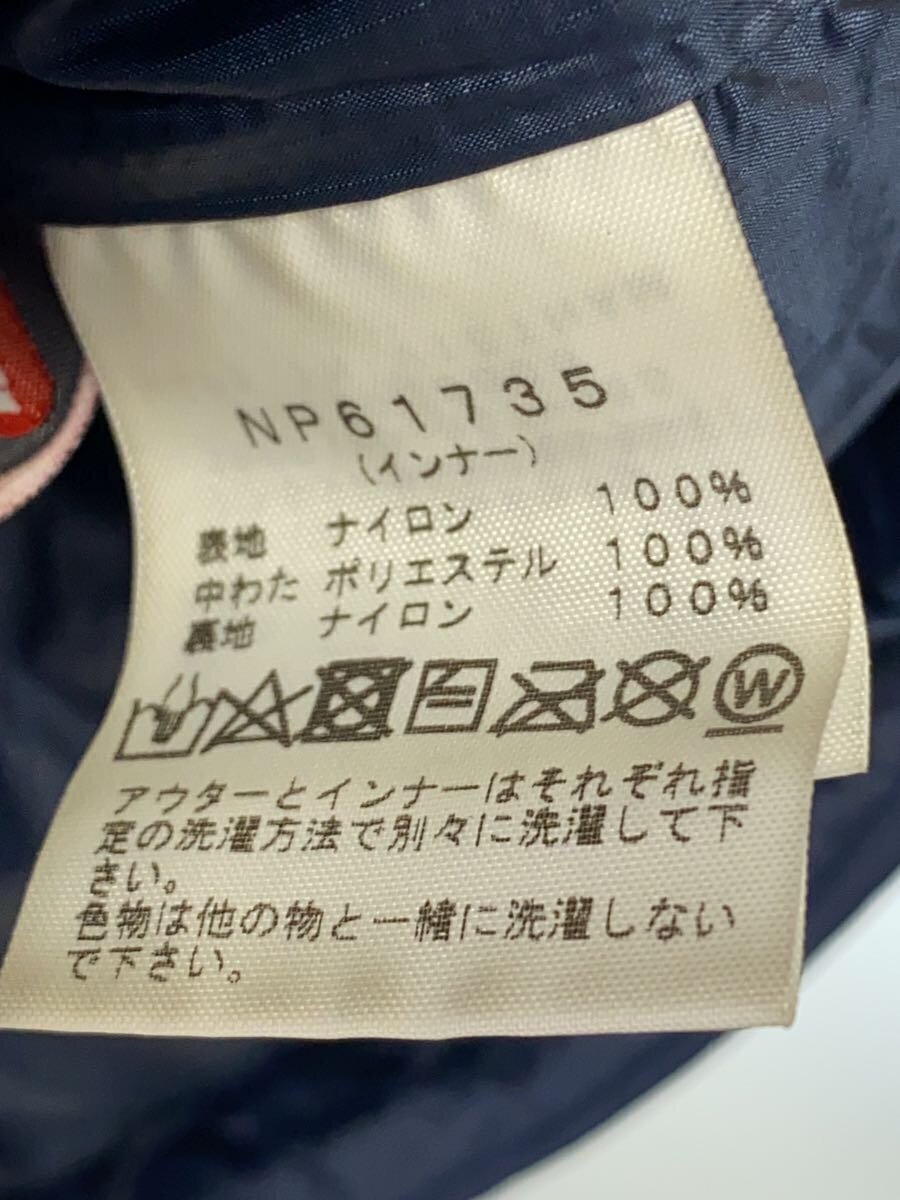 NP61735
(インナー)
表地 ナイロン 100%
中わた ポリエステル 100%
裏地 ナイロン 100%
W
アウターとインナーはそれぞれ指
定の洗濯方法で別々に洗濯して下
さい。
色物は他の物と一緒に洗濯しない
で下さい。